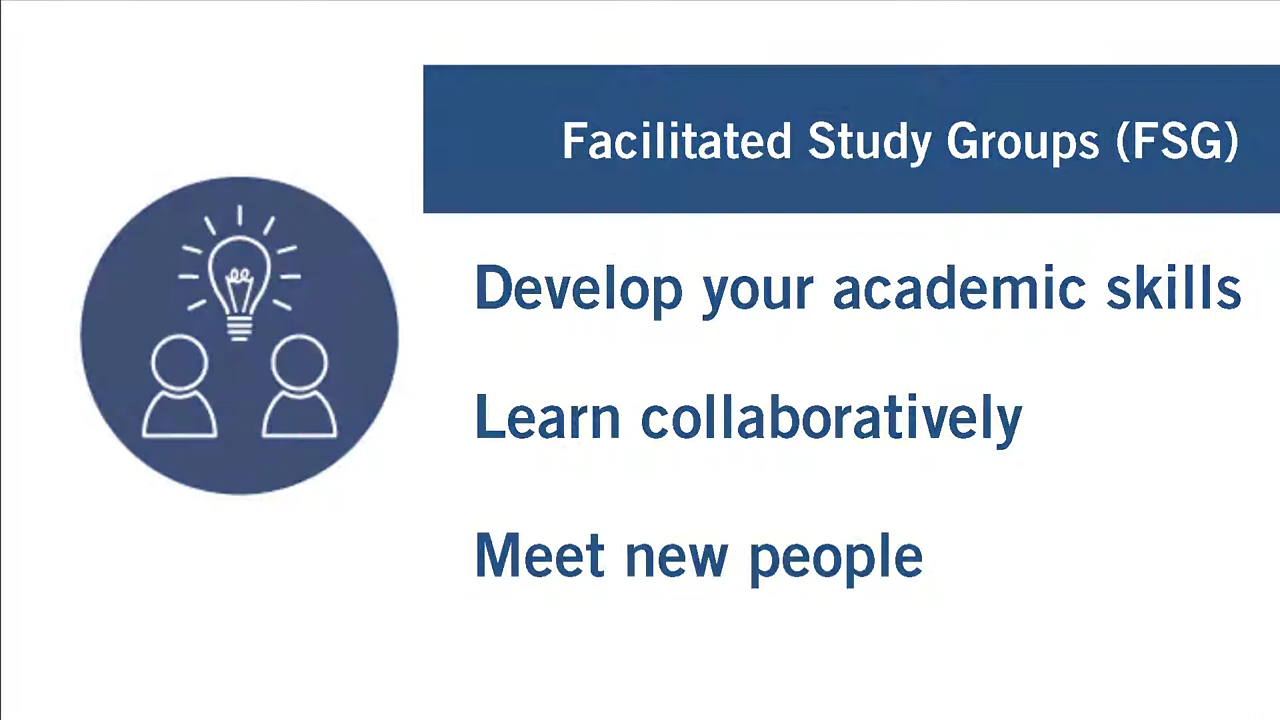 Facilitated Study Groups (FSG)
Develop your academic skills
Learn collaboratively
Meet new people